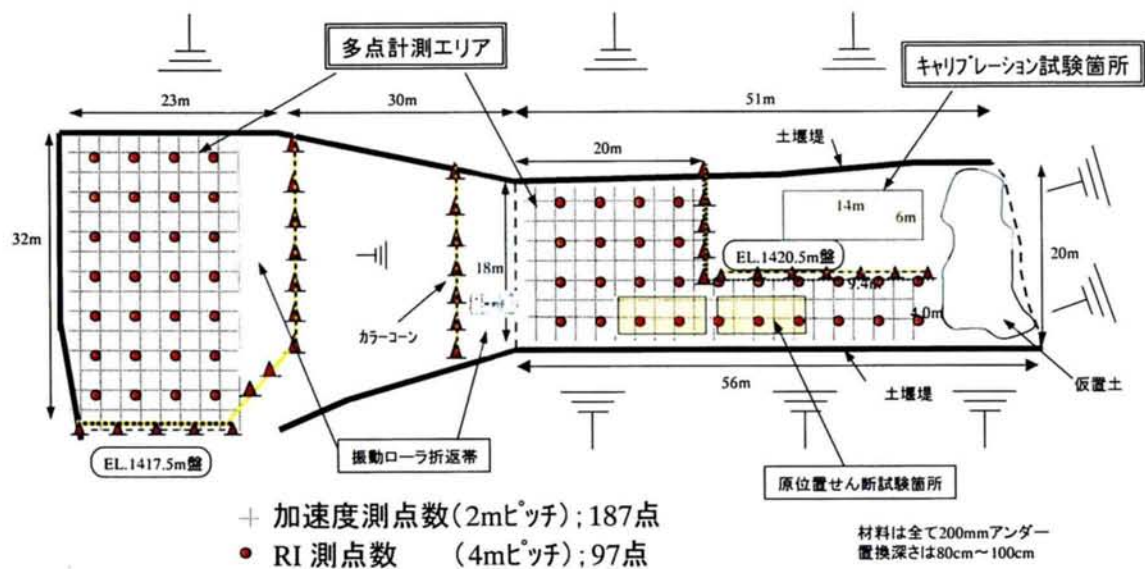 多点計測エリア
キャリブレーション試験箇所
23m
30m
51m
土堰堤
20m
14m
6m
32m
EL.1420.5m盤
18m
20m
9.4m
4.0m
カラーコーン
56m
土堰堤
仮置土
EL.1417.5m盤
振動ローラ折返帯
原位置せん断試験箇所
加速度測点数(2mピッチ);187点
RI 測点数 (4mピッチ);97点
材料は全て200mmアンダー
置換深さは80cm～100cm